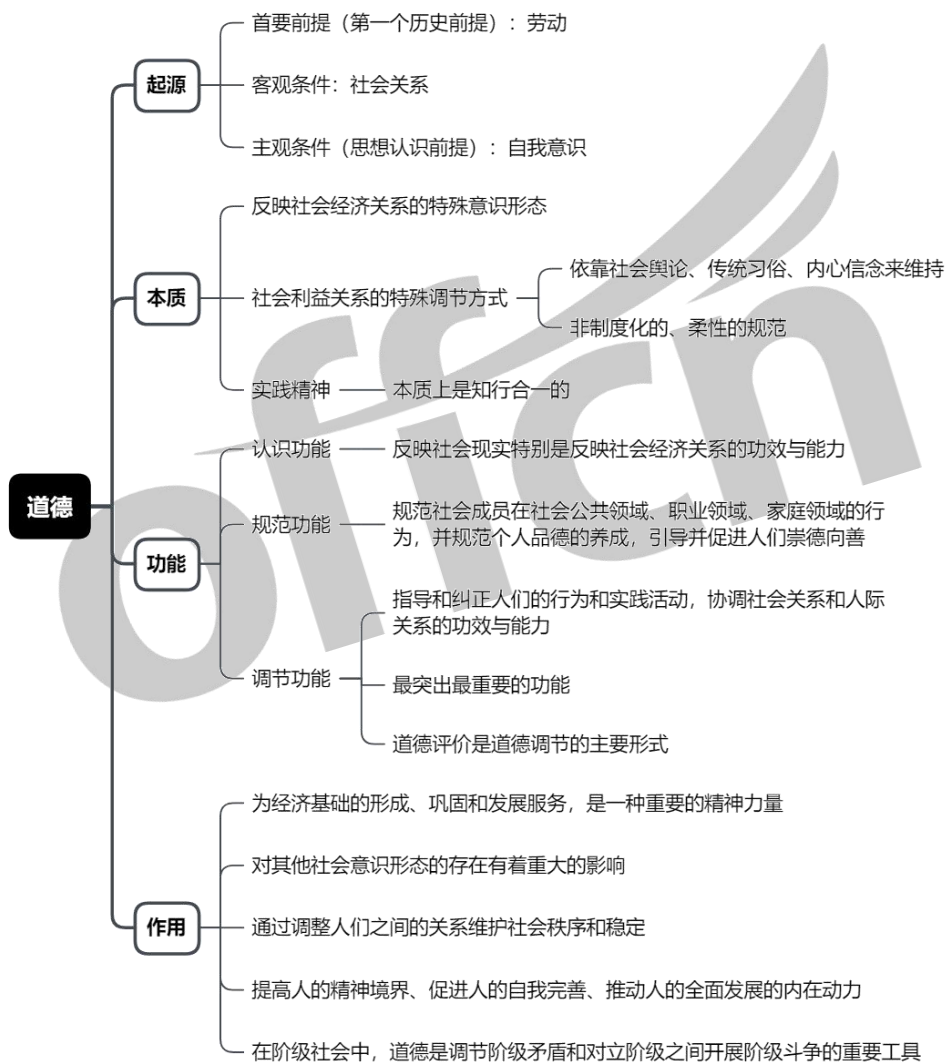 道德
起源
首要前提（第一个历史前提）：劳动
客观条件：社会关系
主观条件（思想认识前提）：自我意识
本质
反映社会经济关系的特殊意识形态
社会利益关系的特殊调节方式
依靠社会舆论、传统习俗、内心信念来维持
非制度化的、柔性的规范
实践精神
本质上是知行合一的
功能
认识功能
反映社会现实特别是反映社会经济关系的功效与能力
规范功能
规范社会成员在社会公共领域、职业领域、家庭领域的行
为，并规范个人品德的养成，引导并促进人们崇德向善
调节功能
指导和纠正人们的行为和实践活动，协调社会关系和人际
关系的功效与能力
最突出最重要的功能
道德评价是道德调节的主要形式
作用
为经济基础的形成、巩固和发展服务，是一种重要的精神力量
对其他社会意识形态的存在有着重大的影响
通过调整人们之间的关系维护社会秩序和稳定
提高人的精神境界、促进人的自我完善、推动人的全面发展的内在动力
在阶级社会中，道德是调节阶级矛盾和对立阶级之间开展阶级斗争的重要工具
offcn